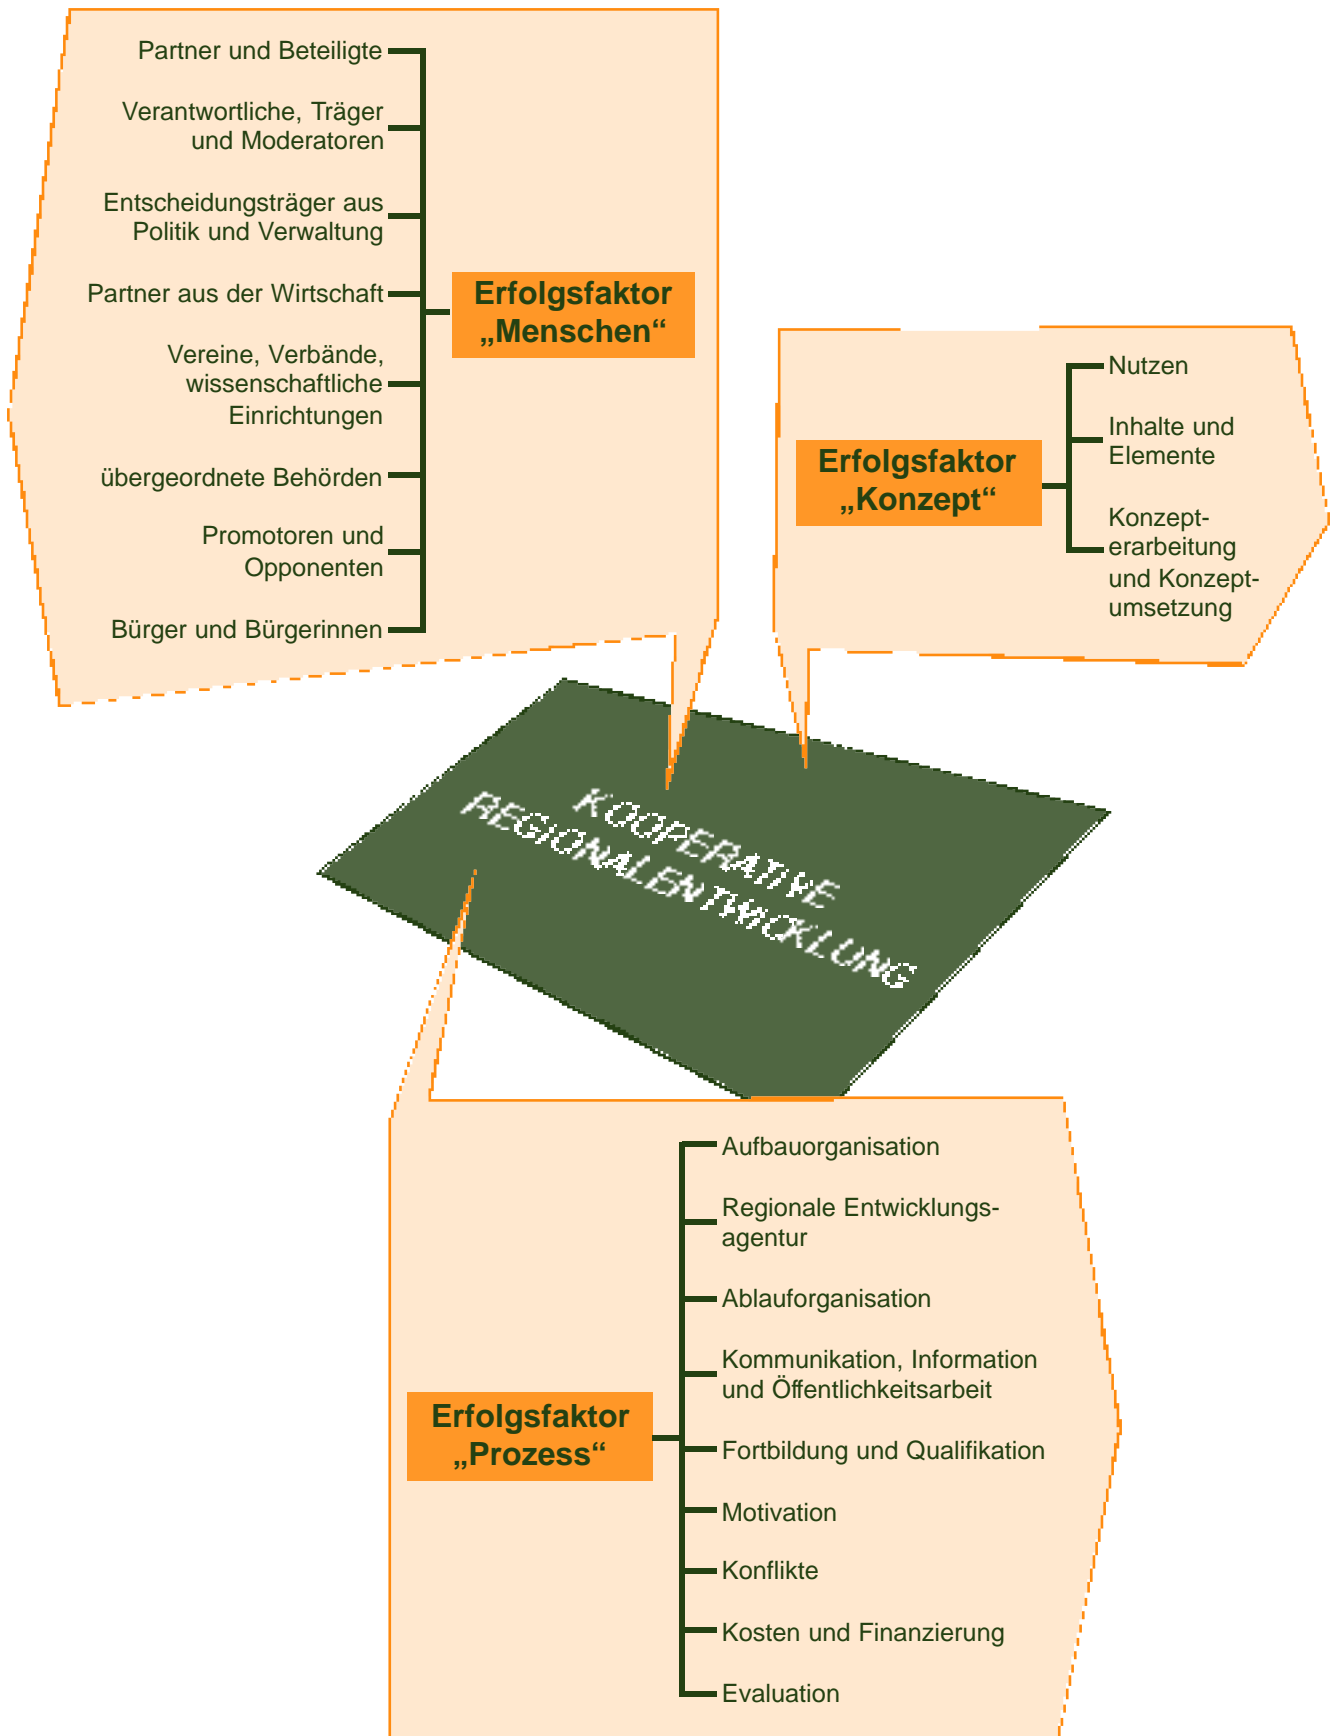 Partner und Beteiligte
Verantwortliche, Träger
und Moderatoren
Entscheidungsträger aus
Politik und Verwaltung
Partner aus der Wirtschaft
Vereine, Verbände,
wissenschaftliche
Einrichtungen
übergeordnete Behörden
Promotoren und
Opponenten
Bürger und Bürgerinnen
Erfolgsfaktor
„Menschen“
Erfolgsfaktor
„Konzept“
Nutzen
Inhalte und
Elemente
Konzept-
erarbeitung
und Konzept-
umsetzung
KOOPERATIVE
REGIONALENTWICKLUNG
Erfolgsfaktor
„Prozess“
Aufbauorganisation
Regionale Entwicklungs-
agentur
Ablauforganisation
Kommunikation, Information
und Öffentlichkeitsarbeit
Fortbildung und Qualifikation
Motivation
Konflikte
Kosten und Finanzierung
Evaluation